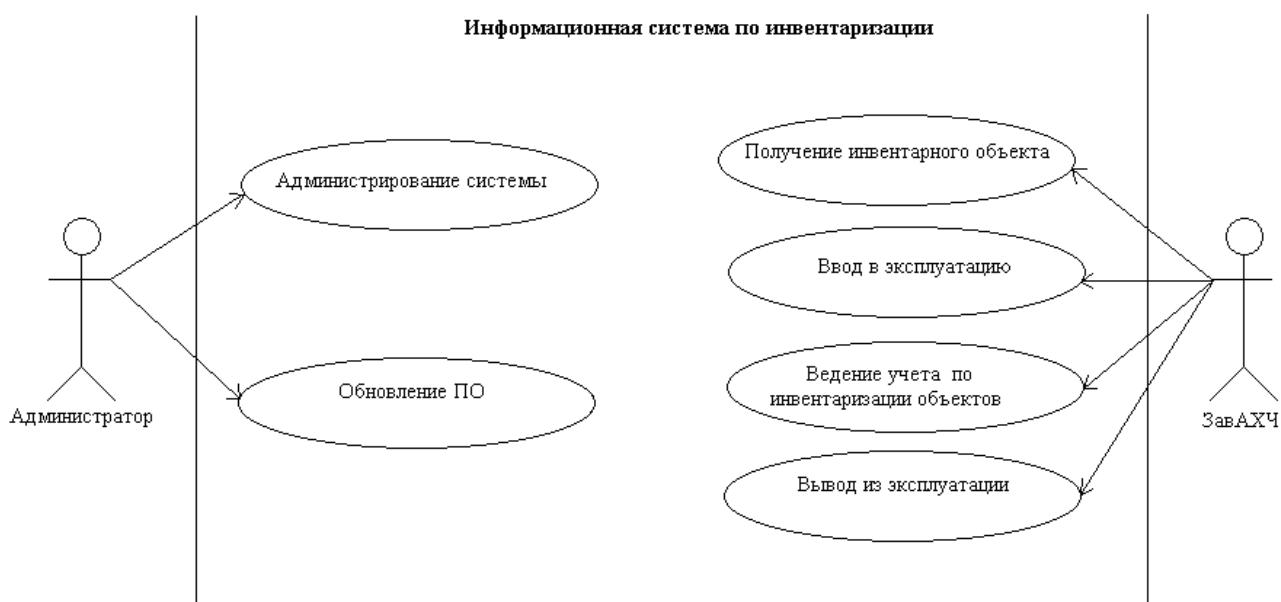 Информационная система по инвентаризации
Администрирование системы
Обновление ПО
Администратор
Получение инвентарного объекта
Ввод в эксплуатацию
Ведение учета по
инвентаризации объектов
Вывод из эксплуатации
ЗавАХЧ